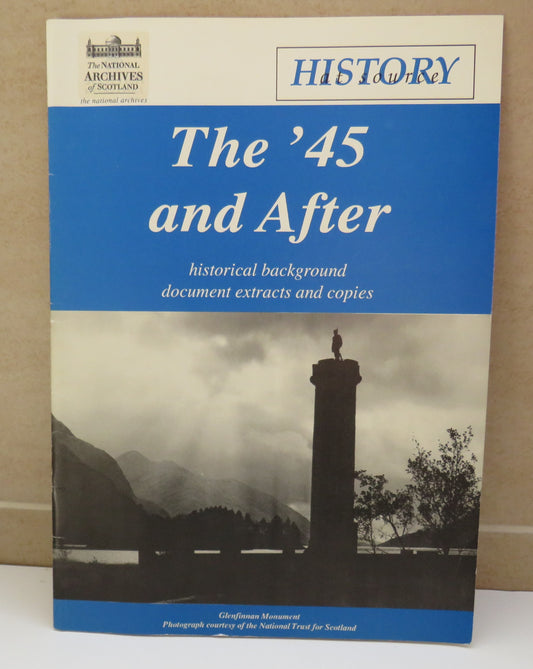 The NATIONAL
ARCHIVES
of SCOTLAND
the national archives
HISTORY
at source
The ’45
and After
historical background
document extracts and copies
Glenfinnan Monument
Photograph courtesy of the National Trust for Scotland